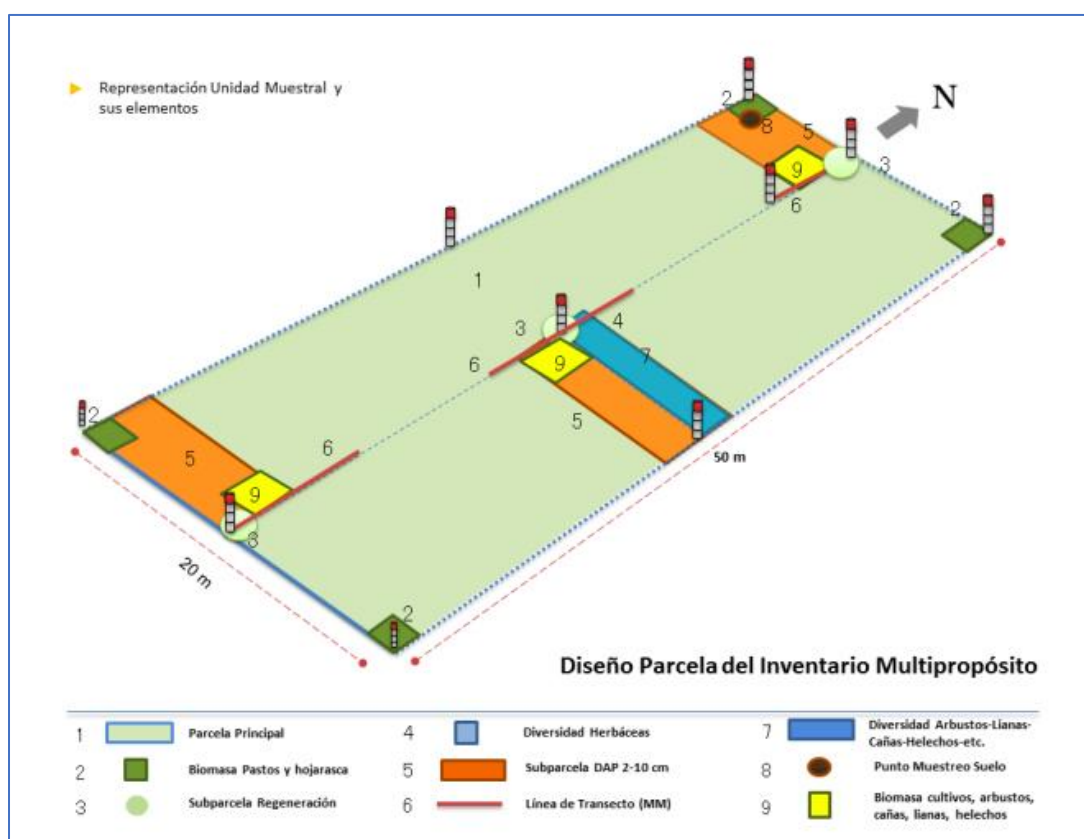 Representación Unidad Muestral y
sus elementos
N
2
8
5
3
9
6
2
1
3
4
6
9
7
5
2
6
5
9
3
50 m
20 m
2
Diseño Parcela del Inventario Multipropósito
1 Parcela Principal
2 Biomasa Pastos y hojarasca
3 Subparcela Regeneración
4 Diversidad Herbáceas
5 Subparcela DAP 2-10 cm
6 Línea de Transecto (MM)
7 Diversidad Arbustos-Lianas-
Cañas-Helechos-etc.
8 Punto Muestreo Suelo
9 Biomasa cultivos, arbustos,
cañas, lianas, helechos